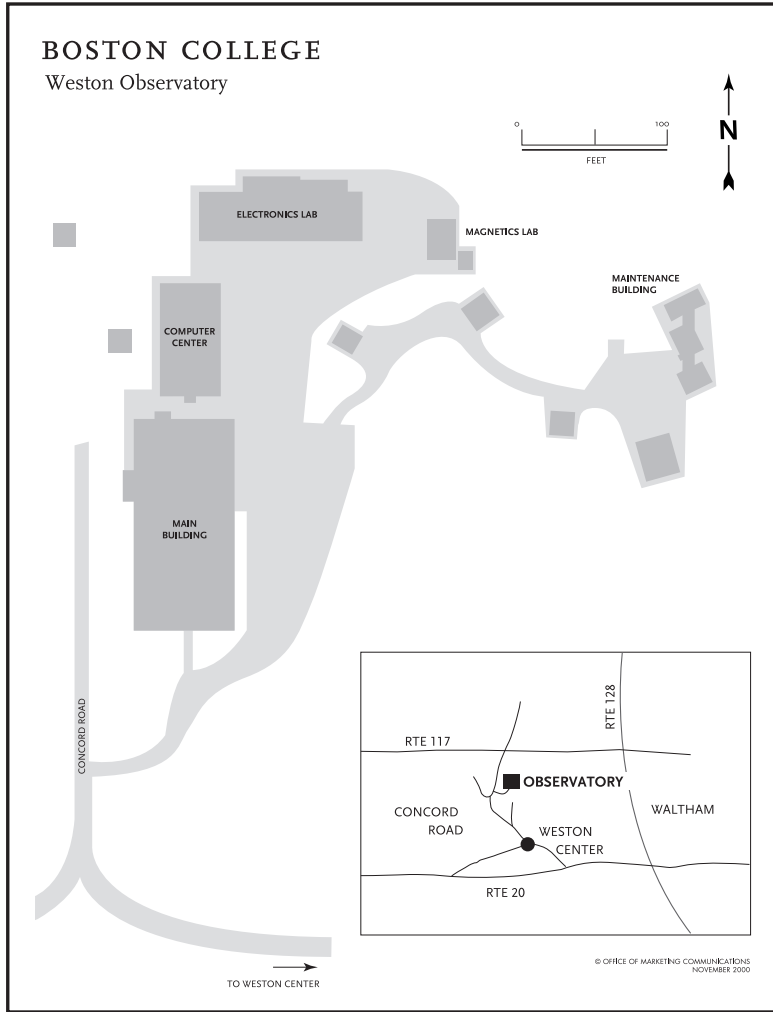 BOSTON COLLEGE
Weston Observatory
0
100
FEET
N
ELECTRONICS LAB
MAGNETICS LAB
MAINTENANCE
BUILDING
COMPUTER
CENTER
MAIN
BUILDING
CONCORD ROAD
RTE 128
RTE 117
OBSERVATORY
CONCORD
ROAD
WALTHAM
WESTON
CENTER
RTE 20
TO WESTON CENTER
© OFFICE OF MARKETING COMMUNICATIONS
NOVEMBER 2000